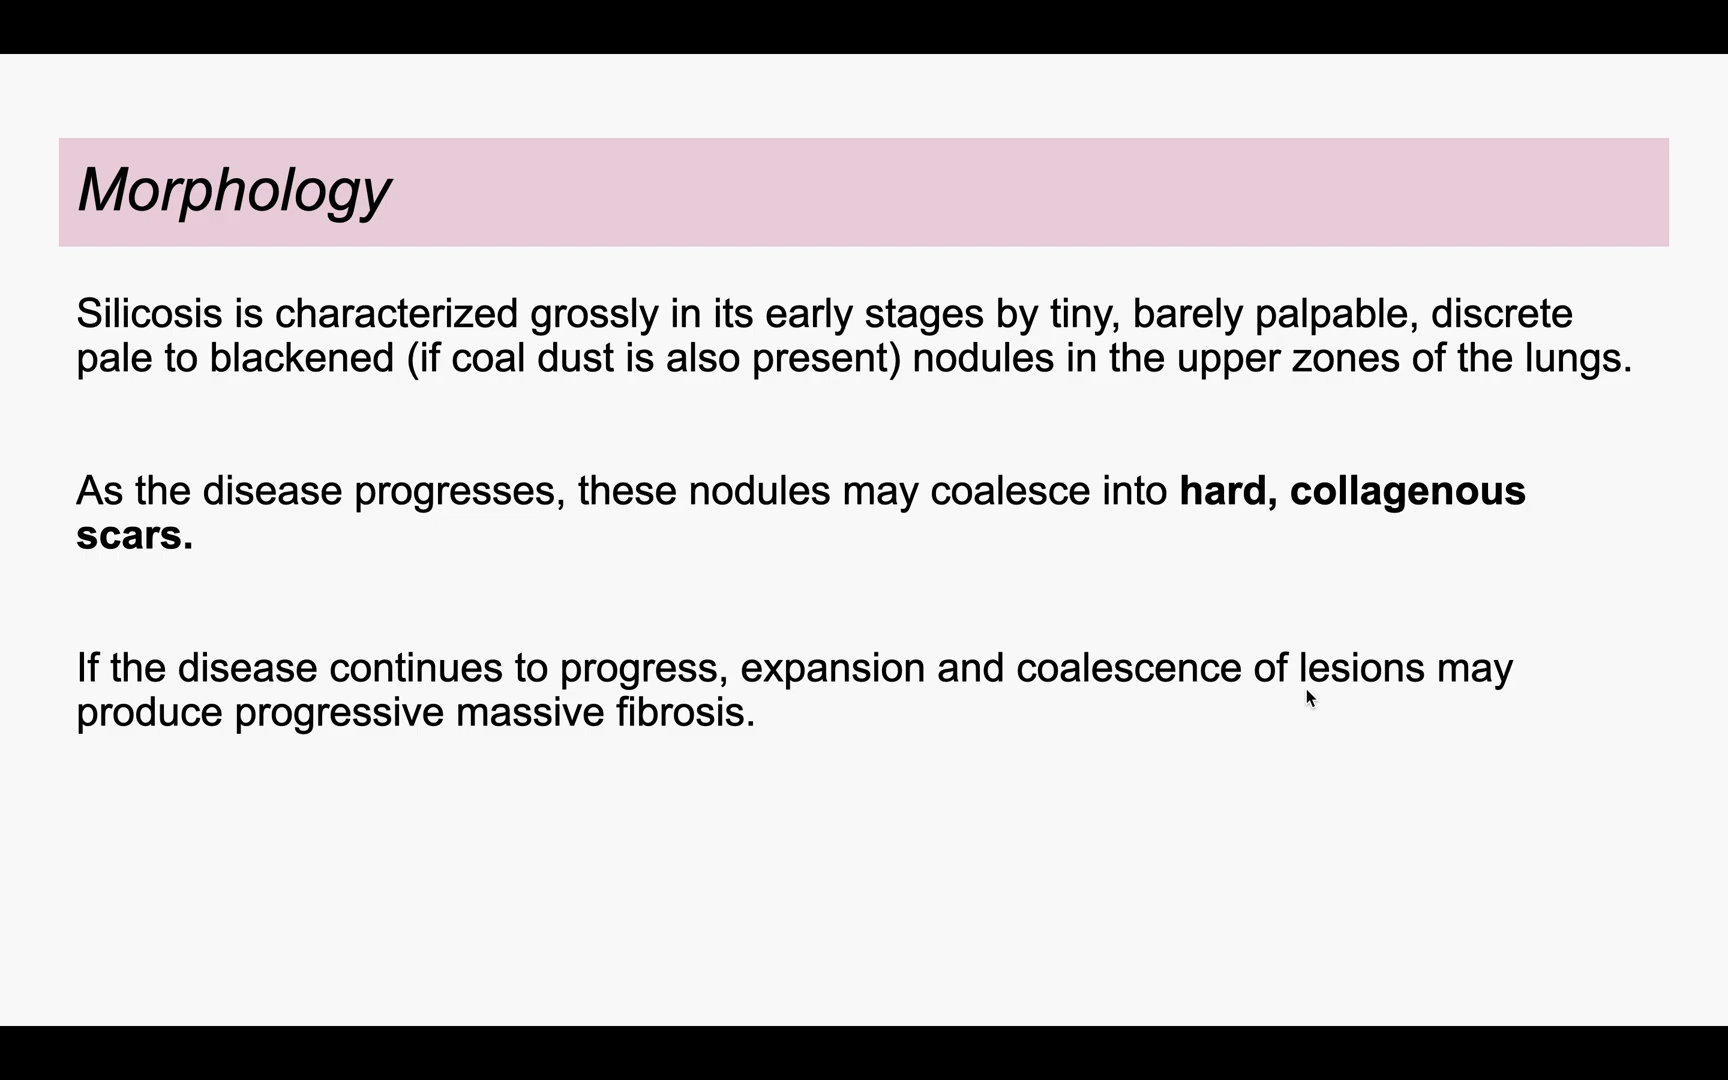 Morphology
Silicosis is characterized grossly in its early stages by tiny, barely palpable, discrete
pale to blackened (if coal dust is also present) nodules in the upper zones of the lungs.
As the disease progresses, these nodules may coalesce into hard, collagenous
scars.
If the disease continues to progress, expansion and coalescence of lesions may
produce progressive massive fibrosis.